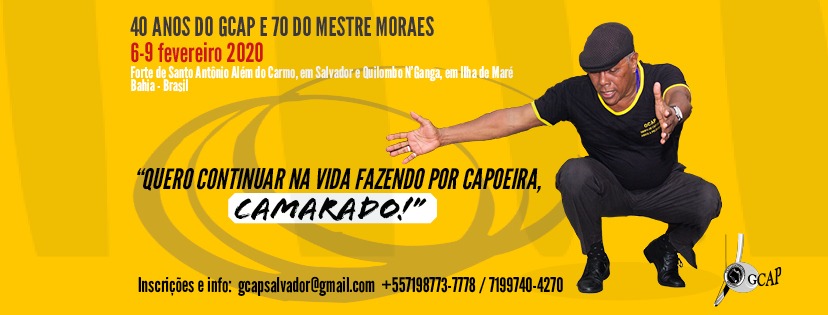 40 ANOS DO GCAP E 70 DO MESTRE MORAES
6-9 fevereiro 2020
Forte de Santo Antônio Além do Carmo, em Salvador e Quilombo N'Ganga, em Ilha de Maré
Bahia - Brasil
GCAP
"QUERO CONTINUAR NA VIDA FAZENDO POR CAPOEIRA,
CAMARADO!"
Inscrições e info: gcapsalvador@gmail.com +557198773-7778 / 7199740-4270
GCAP